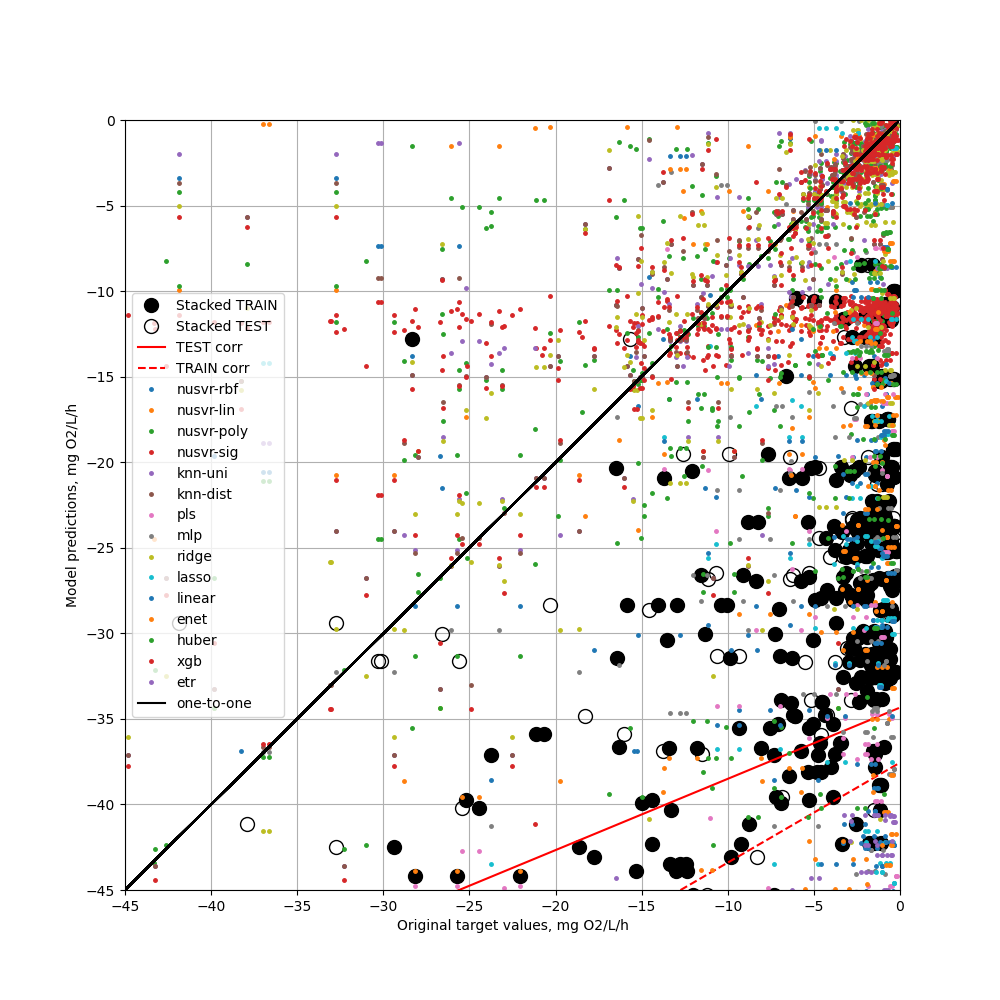 0
−5
−10
−15
−20
−25
−30
−35
−40
−45
Model predictions, mg O2/L/h
Stacked TRAIN
Stacked TEST
TEST corr
TRAIN corr
nusvr-rbf
nusvr-lin
nusvr-poly
nusvr-sig
knn-uni
knn-dist
pls
mlp
ridge
lasso
linear
enet
huber
xgb
etr
one-to-one
−45 −40 −35 −30 −25 −20 −15 −10 −5 0
Original target values, mg O2/L/h